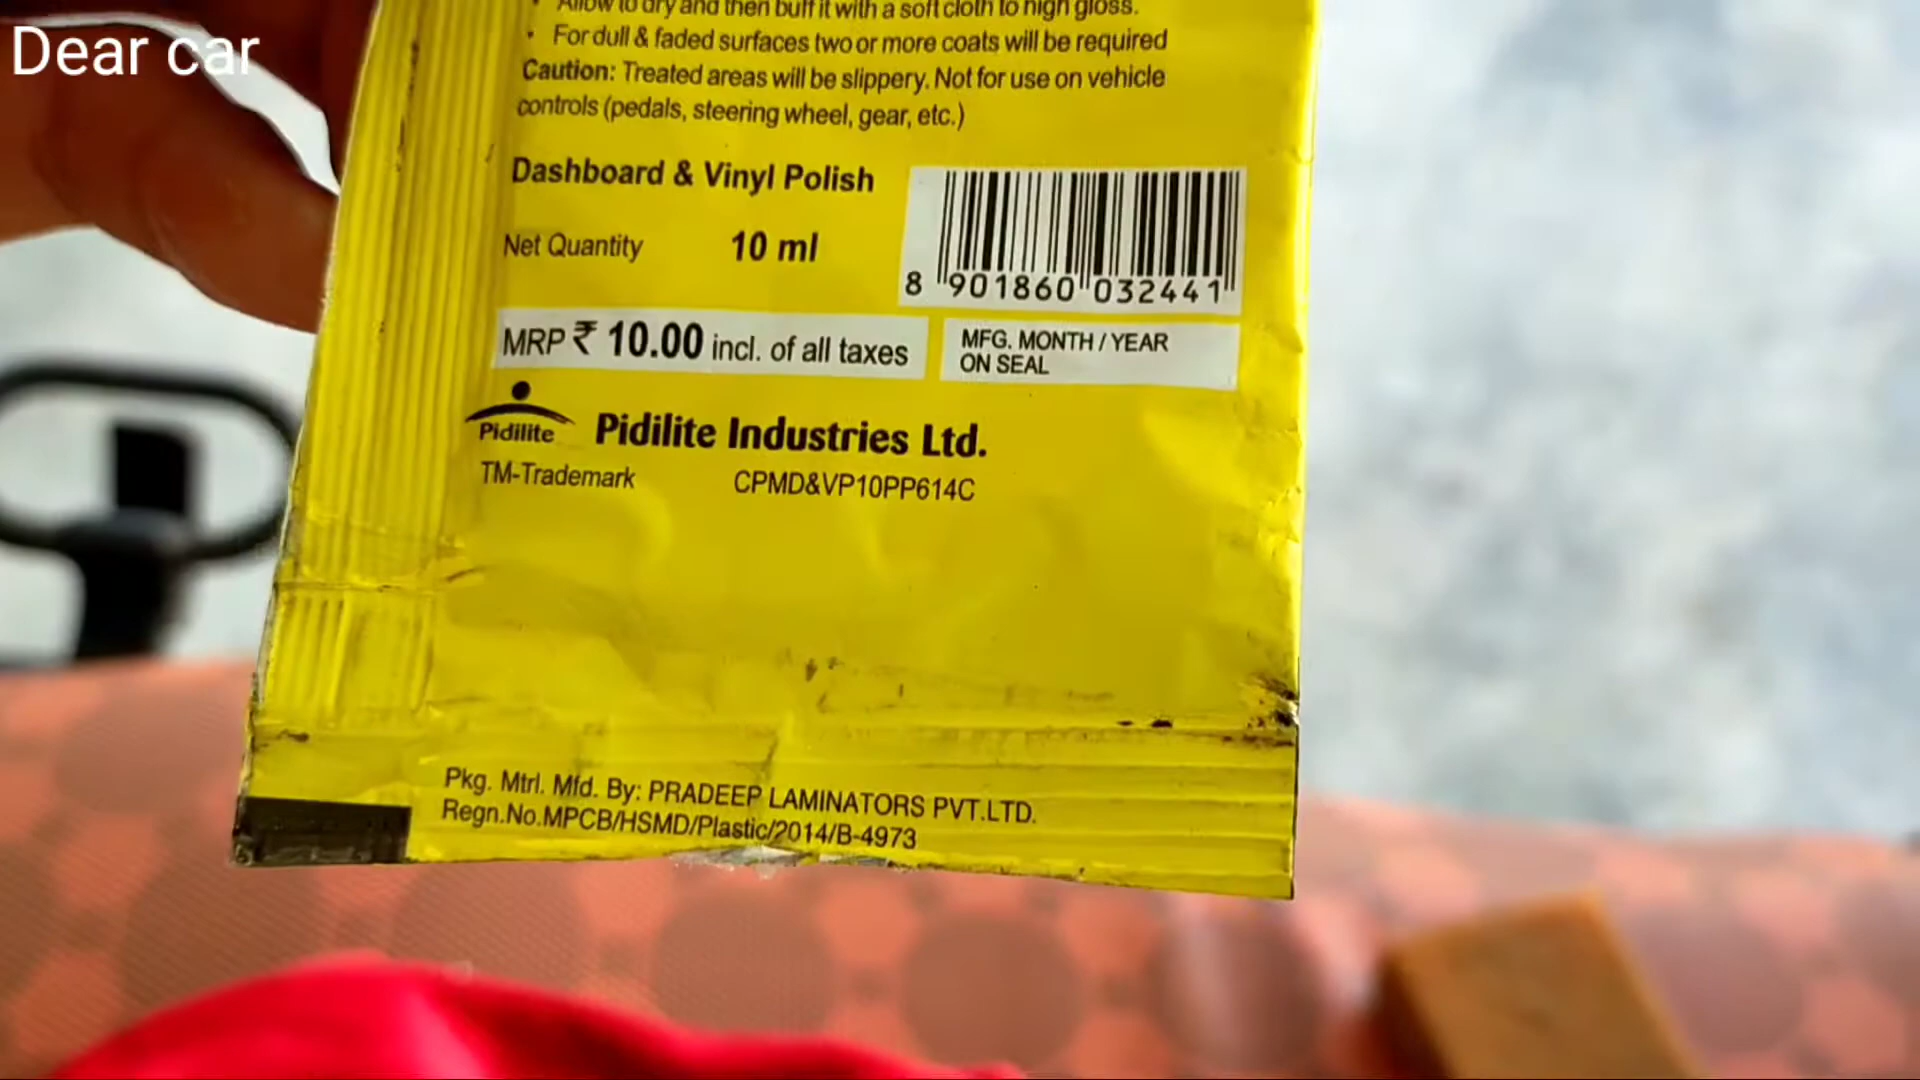 Dear car
• Allow to dry and then buff it with a soft cloth to high gloss.
• For dull & faded surfaces two or more coats will be required
Caution: Treated areas will be slippery. Not for use on vehicle
controls (pedals, steering wheel, gear, etc.)
Dashboard & Vinyl Polish
Net Quantity 10 ml
8 901860 032441
MRP ₹ 10.00 incl. of all taxes
MFG. MONTH / YEAR
ON SEAL
Pidilite
Pidilite Industries Ltd.
TM-Trademark CPMD&VP10PP614C
Pkg. Mtrl. Mfd. By: PRADEEP LAMINATORS PVT.LTD.
Regn.No.MPCB/HSMD/Plastic/2014/B-4973